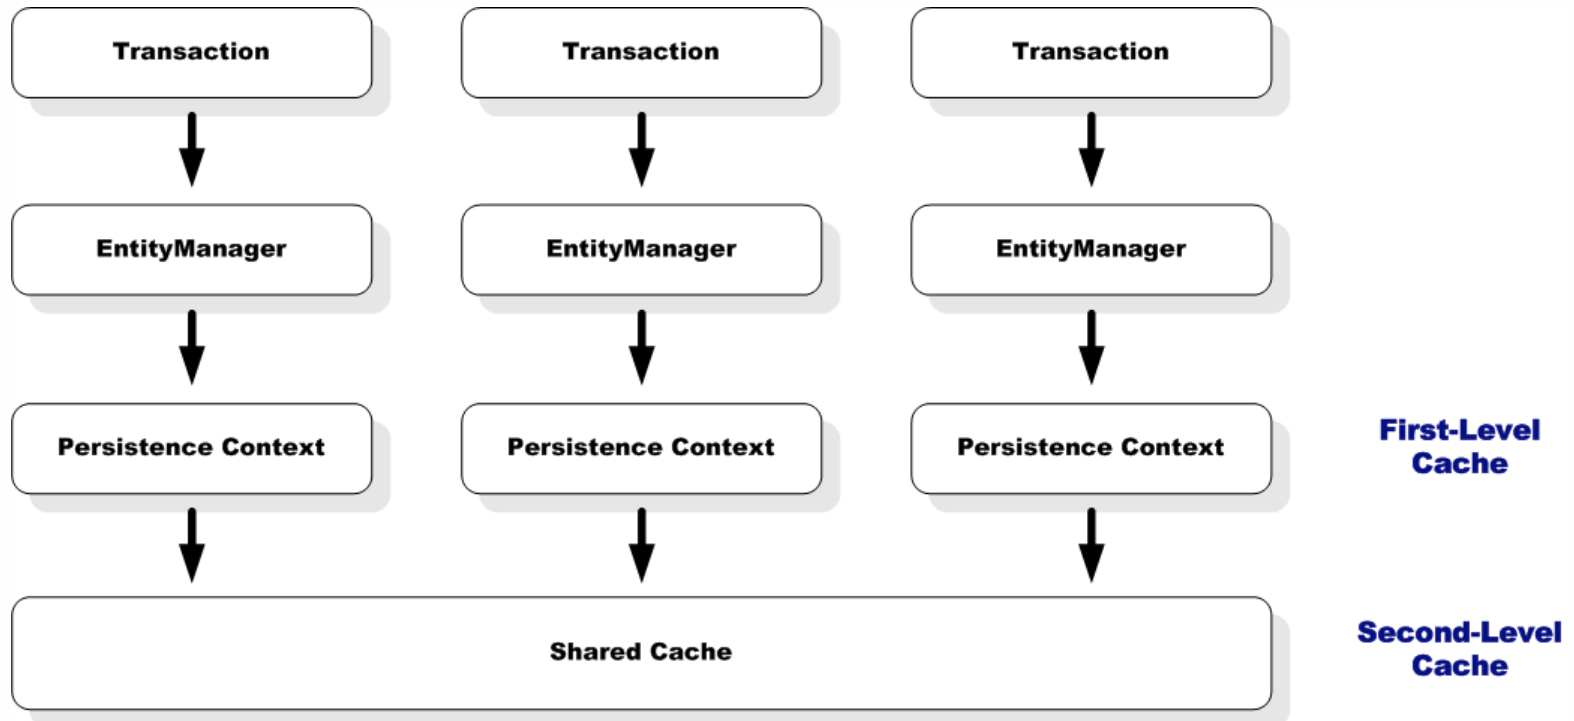 Transaction
Transaction
Transaction
EntityManager
EntityManager
EntityManager
Persistence Context
Persistence Context
Persistence Context
First-Level
Cache
Shared Cache
Second-Level
Cache